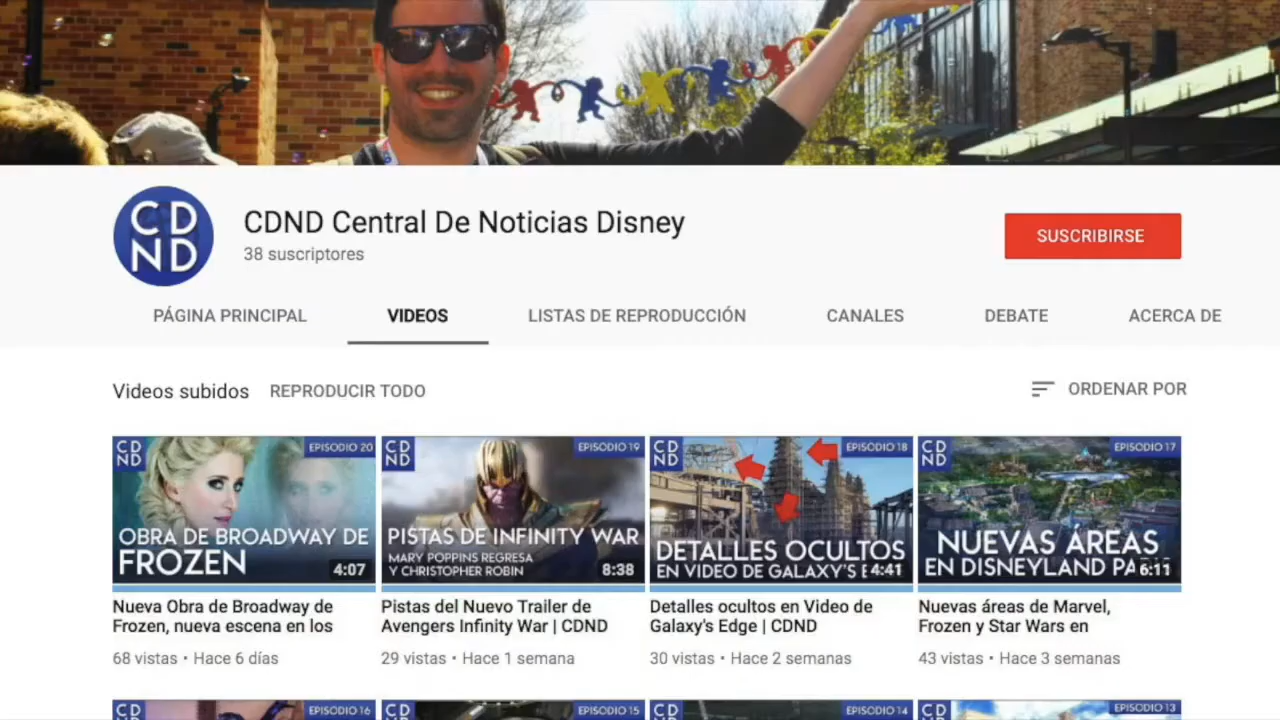 CD
ND
CDND Central De Noticias Disney
38 suscriptores
SUSCRIBIRSE
PÁGINA PRINCIPAL
VIDEOS
LISTAS DE REPRODUCCIÓN
CANALES
DEBATE
ACERCA DE
Videos subidos
REPRODUCIR TODO
ORDENAR POR
CD
ND
EPISODIO 20
OBRA DE BROADWAY DE
FROZEN
4:07
Nueva Obra de Broadway de
Frozen, nueva escena en los
68 vistas • Hace 6 días
CD
ND
EPISODIO 19
PISTAS DE INFINITY WAR
MARY POPPINS REGRESA
Y CHRISTOPHER ROBIN
8:38
Pistas del Nuevo Trailer de
Avengers Infinity War | CDND
29 vistas • Hace 1 semana
CD
ND
EPISODIO 18
DETALLES OCULTOS
EN VIDEO DE GALAXY'S E
4:41
Detalles ocultos en Video de
Galaxy's Edge | CDND
30 vistas • Hace 2 semanas
CD
ND
EPISODIO 17
NUEVAS ÁREAS
EN DISNEYLAND PA
6:11
Nuevas áreas de Marvel,
Frozen y Star Wars en
43 vistas • Hace 3 semanas
CD
ND
EPISODIO 16
CD
ND
EPISODIO 15
CD
ND
EPISODIO 14
CD
ND
EPISODIO 13